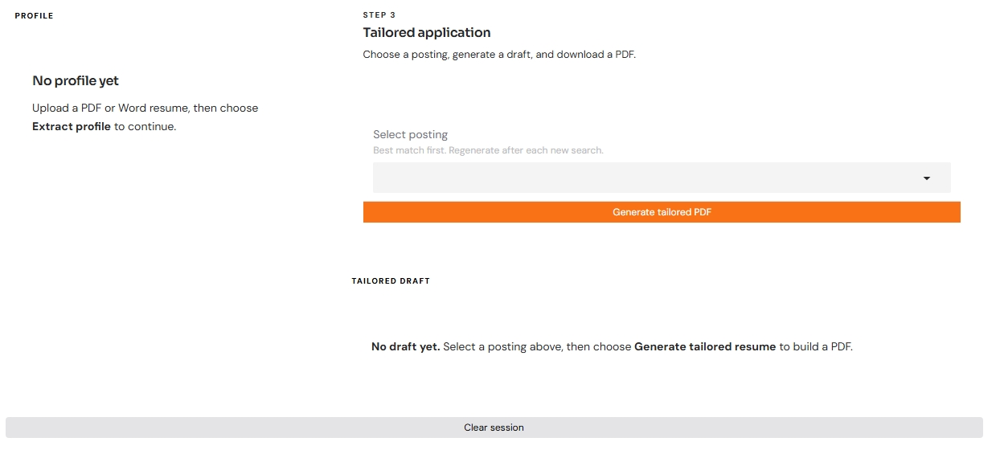 PROFILE
No profile yet
Upload a PDF or Word resume, then choose
Extract profile to continue.
STEP 3
Tailored application
Choose a posting, generate a draft, and download a PDF.
Select posting
Best match first. Regenerate after each new search.
Generate tailored PDF
TAILORED DRAFT
No draft yet. Select a posting above, then choose Generate tailored resume to build a PDF.
Clear session